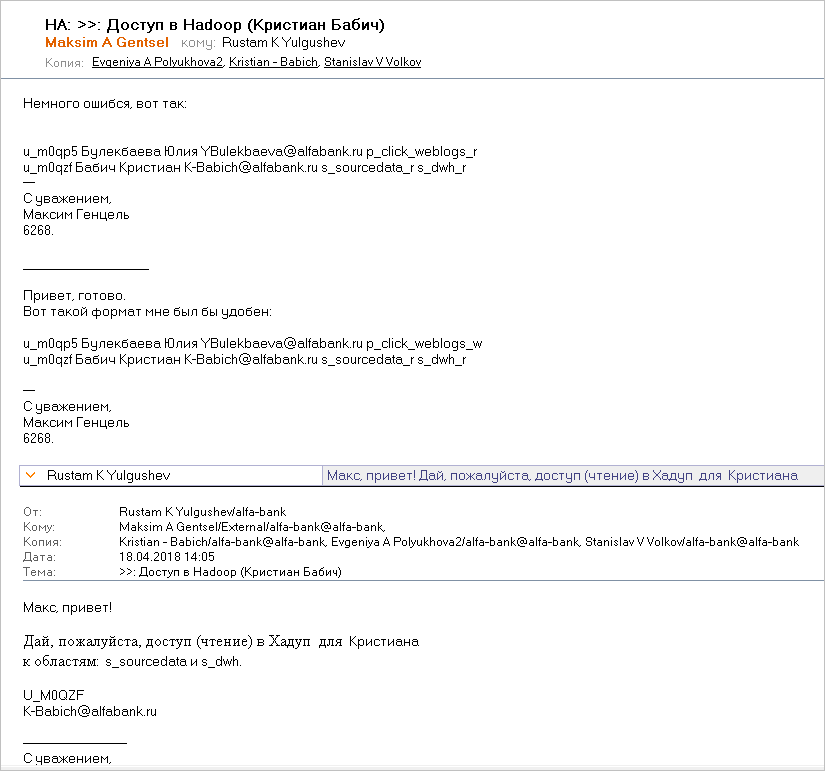 НА: >>: Доступ в Hadoop (Кристиан Бабич)
Maksim A Gentsel кому: Rustam K Yulgushev
Копия: Evgeniya A Polyukhova2, Kristian - Babich, Stanislav V Volkov
Немного ошибся, вот так:
u_m0qp5 Булекбаева Юлия YBulekbaeva@alfabank.ru p_click_weblogs_r
u_m0qzf Бабич Кристиан K-Babich@alfabank.ru s_sourcedata_r s_dwh_r
—
С уважением,
Максим Генцель
6268.
__________________
Привет, готово.
Вот такой формат мне был бы удобен:
u_m0qp5 Булекбаева Юлия YBulekbaeva@alfabank.ru p_click_weblogs_w
u_m0qzf Бабич Кристиан K-Babich@alfabank.ru s_sourcedata_r s_dwh_r
—
С уважением,
Максим Генцель
6268.
Rustam K Yulgushev Макс, привет! Дай, пожалуйста, доступ (чтение) в Хадуп для Кристиана
От: Rustam K Yulgushev/alfa-bank
Кому: Maksim A Gentsel/External/alfa-bank@alfa-bank,
Копия: Kristian - Babich/alfa-bank@alfa-bank, Evgeniya A Polyukhova2/alfa-bank@alfa-bank, Stanislav V Volkov/alfa-bank@alfa-bank
Дата: 18.04.2018 14:05
Тема: >>: Доступ в Hadoop (Кристиан Бабич)
Макс, привет!
Дай, пожалуйста, доступ (чтение) в Хадуп для Кристиана
к областям: s_sourcedata и s_dwh.
U_M0QZF
K-Babich@alfabank.ru
_______________
С уважением,